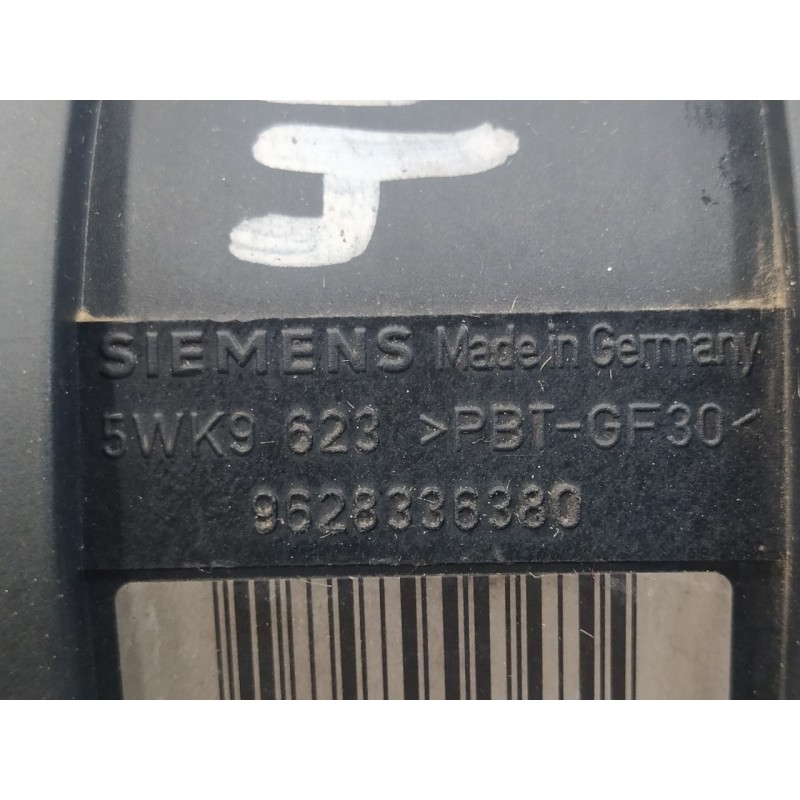 SIEMENS Made in Germany
5WK9 623 >PBT-GF30<
9628336380